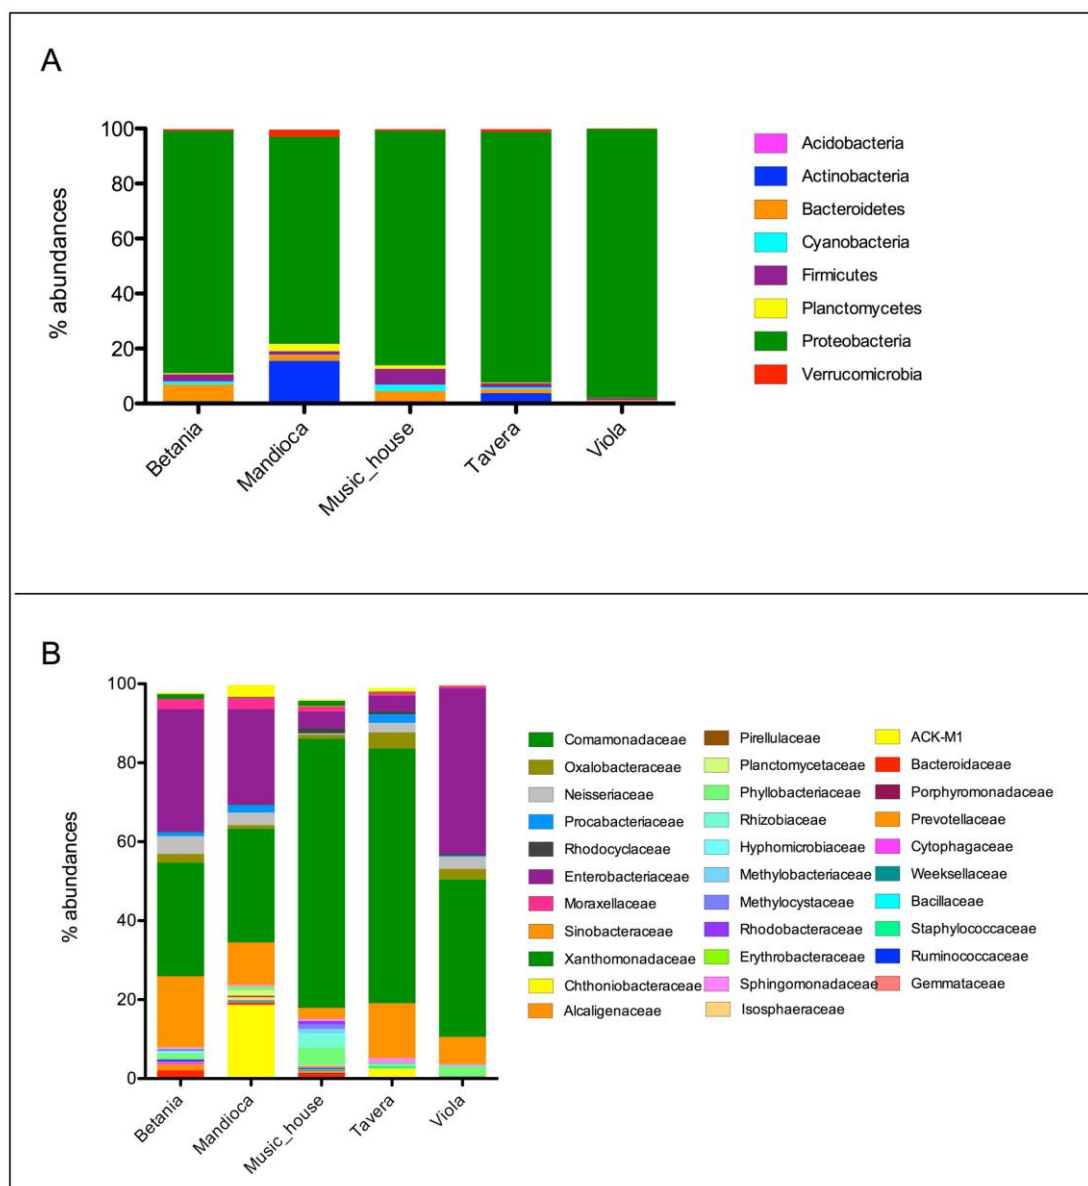 A
% abundances
100
80
60
40
20
0
Betania
Mandioca
Music_house
Tavera
Viola
Acidobacteria
Actinobacteria
Bacteroidetes
Cyanobacteria
Firmicutes
Planctomycetes
Proteobacteria
Verrucomicrobia
B
% abundances
100
80
60
40
20
0
Betania
Mandioca
Music_house
Tavera
Viola
Comamonadaceae
Oxalobacteraceae
Neisseriaceae
Procabacteriaceae
Rhodocyclaceae
Enterobacteriaceae
Moraxellaceae
Sinobacteraceae
Xanthomonadaceae
Chthoniobacteraceae
Alcaligenaceae
Pirellulaceae
Planctomycetaceae
Phyllobacteriaceae
Rhizobiaceae
Hyphomicrobiaceae
Methylobacteriaceae
Methylocystaceae
Rhodobacteraceae
Erythrobacteraceae
Sphingomonadaceae
Isosphaeraceae
ACK-M1
Bacteroidaceae
Porphyromonadaceae
Prevotellaceae
Cytophagaceae
Weeksellaceae
Bacillaceae
Staphylococcaceae
Ruminococcaceae
Gemmataceae